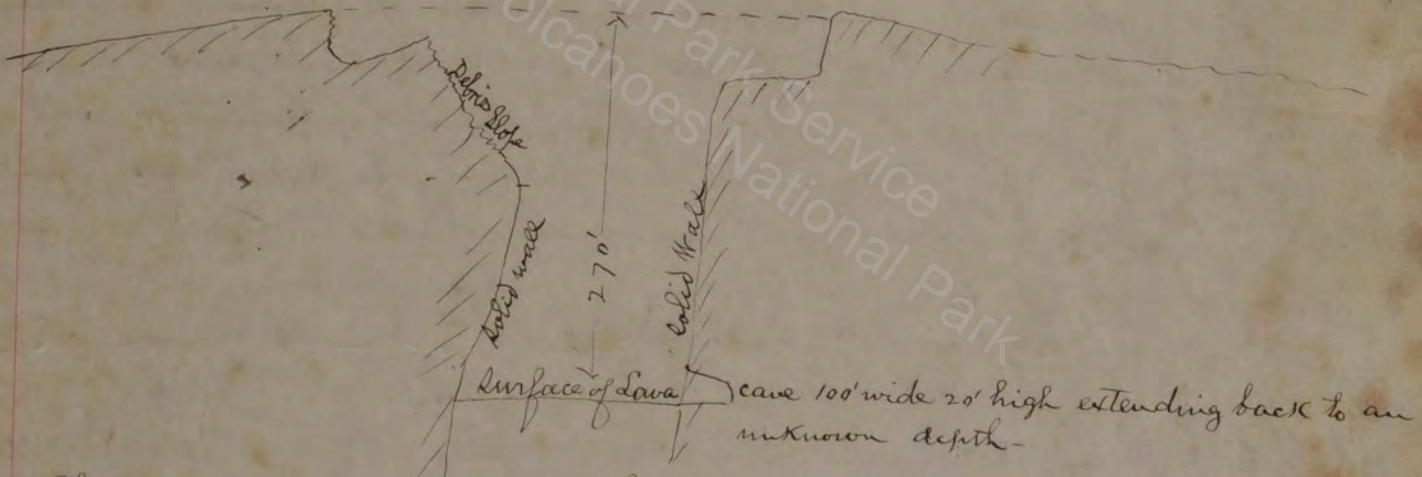 National Park Service
Volcanoes National Park
Debris Slope
Solid wall
270'
Solid Wall
Surface of Lava
cave 100' wide 20' high extending back to an
unknown depth-